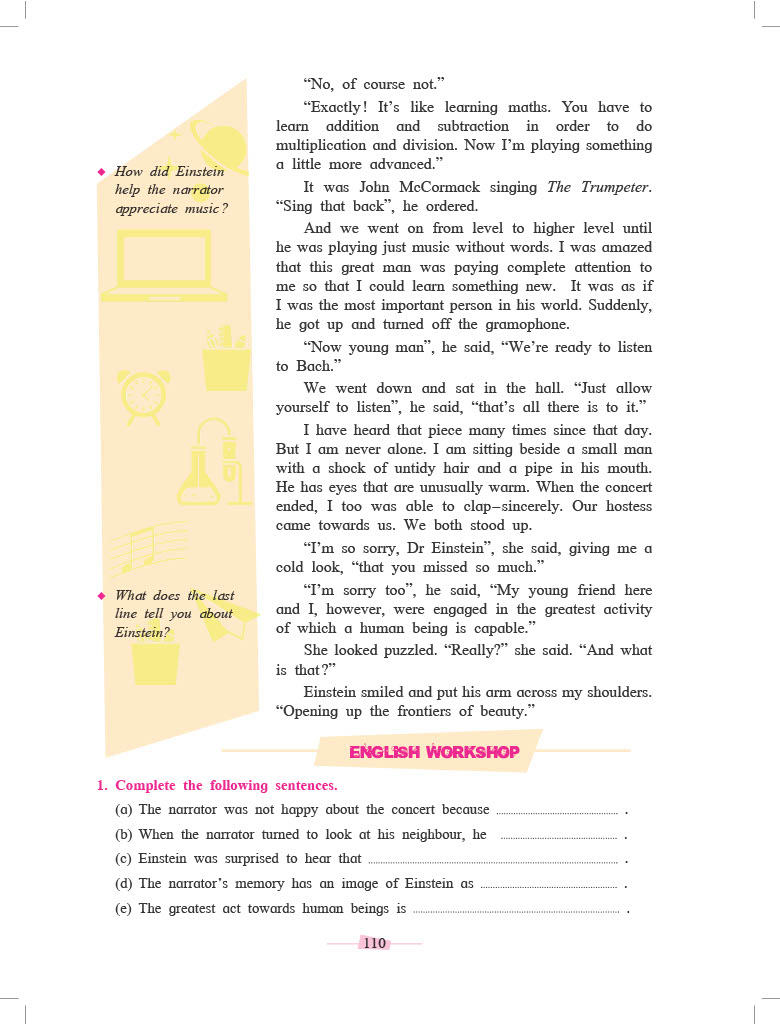 “No, of course not.”
“Exactly! It’s like learning maths. You have to
learn addition and subtraction in order to do
multiplication and division. Now I’m playing something
a little more advanced.”
It was John McCormack singing The Trumpeter.
“Sing that back”, he ordered.
And we went on from level to higher level until
he was playing just music without words. I was amazed
that this great man was paying complete attention to
me so that I could learn something new. It was as if
I was the most important person in his world. Suddenly,
he got up and turned off the gramophone.
“Now young man”, he said, “We’re ready to listen
to Bach.”
We went down and sat in the hall. “Just allow
yourself to listen”, he said, “that’s all there is to it.”
I have heard that piece many times since that day.
But I am never alone. I am sitting beside a small man
with a shock of untidy hair and a pipe in his mouth.
He has eyes that are unusually warm. When the concert
ended, I too was able to clap–sincerely. Our hostess
came towards us. We both stood up.
“I’m so sorry, Dr Einstein”, she said, giving me a
cold look, “that you missed so much.”
“I’m sorry too”, he said, “My young friend here
and I, however, were engaged in the greatest activity
of which a human being is capable.”
She looked puzzled. “Really?” she said. “And what
is that?”
Einstein smiled and put his arm across my shoulders.
“Opening up the frontiers of beauty.”
◆ How did Einstein
help the narrator
appreciate music?
◆ What does the last
line tell you about
Einstein?
ENGLISH WORKSHOP
1. Complete the following sentences.
(a) The narrator was not happy about the concert because .................................................. .
(b) When the narrator turned to look at his neighbour, he .................................................. .
(c) Einstein was surprised to hear that .................................................. .
(d) The narrator’s memory has an image of Einstein as .................................................. .
(e) The greatest act towards human beings is .................................................. .
110